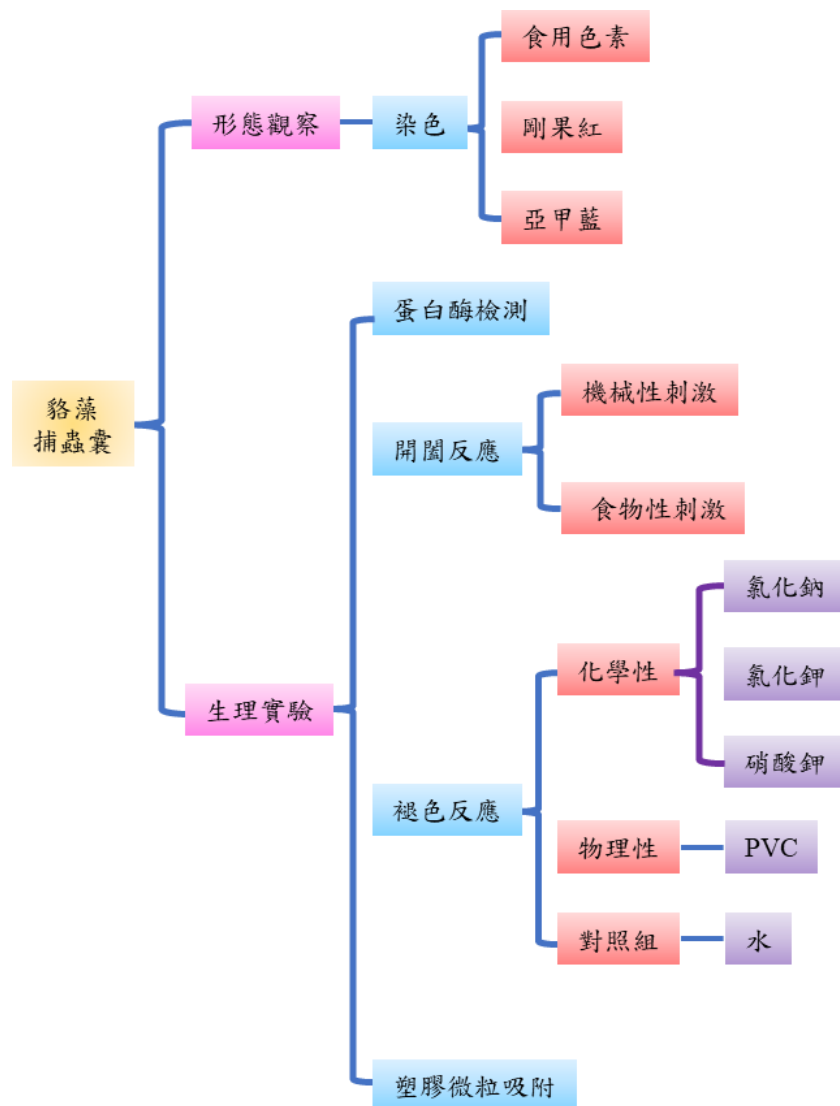 食用色素
形態觀察
染色
剛果紅
亞甲藍
蛋白酶檢測
貉藻
捕蟲囊
機械性刺激
開闔反應
食物性刺激
氯化鈉
化學性
氯化鉀
生理實驗
硝酸鉀
褪色反應
物理性
PVC
對照組
水
塑膠微粒吸附